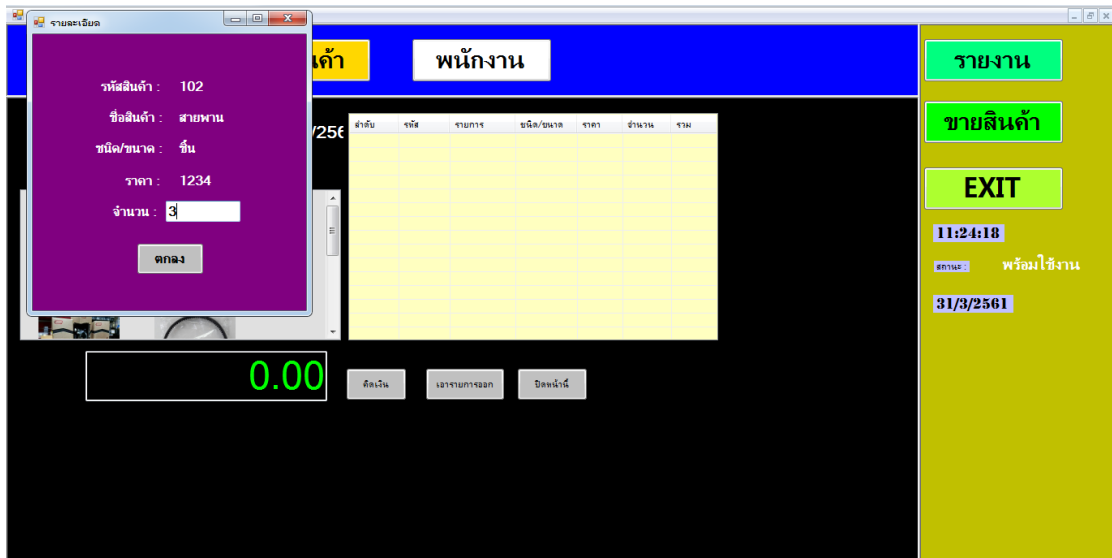 รายละเอียด
รหัสสินค้า : 102
ชื่อสินค้า : สายพาน
ชนิด/ขนาด : ชิ้น
ราคา : 1234
จำนวน : 3
ตกลง
พนักงาน
ลำดับ รหัส รายการ ชนิด/ขนาด ราคา จำนวน รวม
0.00
คิดเงิน เอารายการออก ปิดหน้านี้
รายงาน
ขายสินค้า
EXIT
11:24:18
สถานะ : พร้อมใช้งาน
31/3/2561